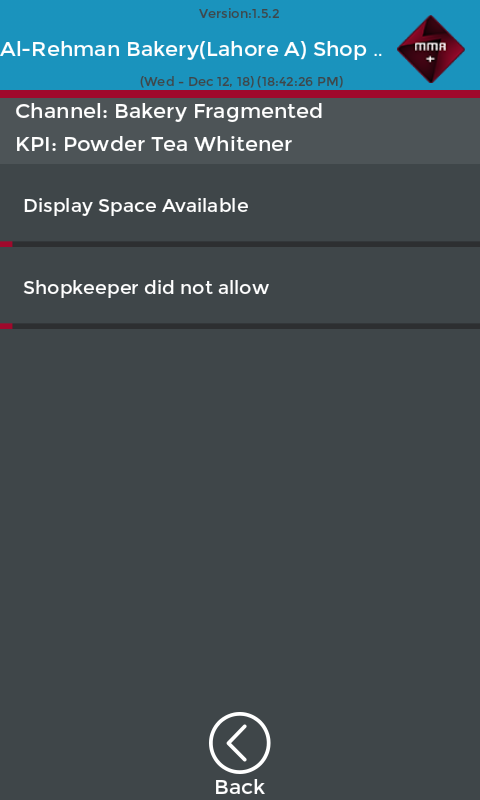 Version:1.5.2
Al-Rehman Bakery(Lahore A) Shop ..
MMA
+
(Wed - Dec 12, 18) (18:42:26 PM)
Channel: Bakery Fragmented
KPI: Powder Tea Whitener
Display Space Available
Shopkeeper did not allow
Back